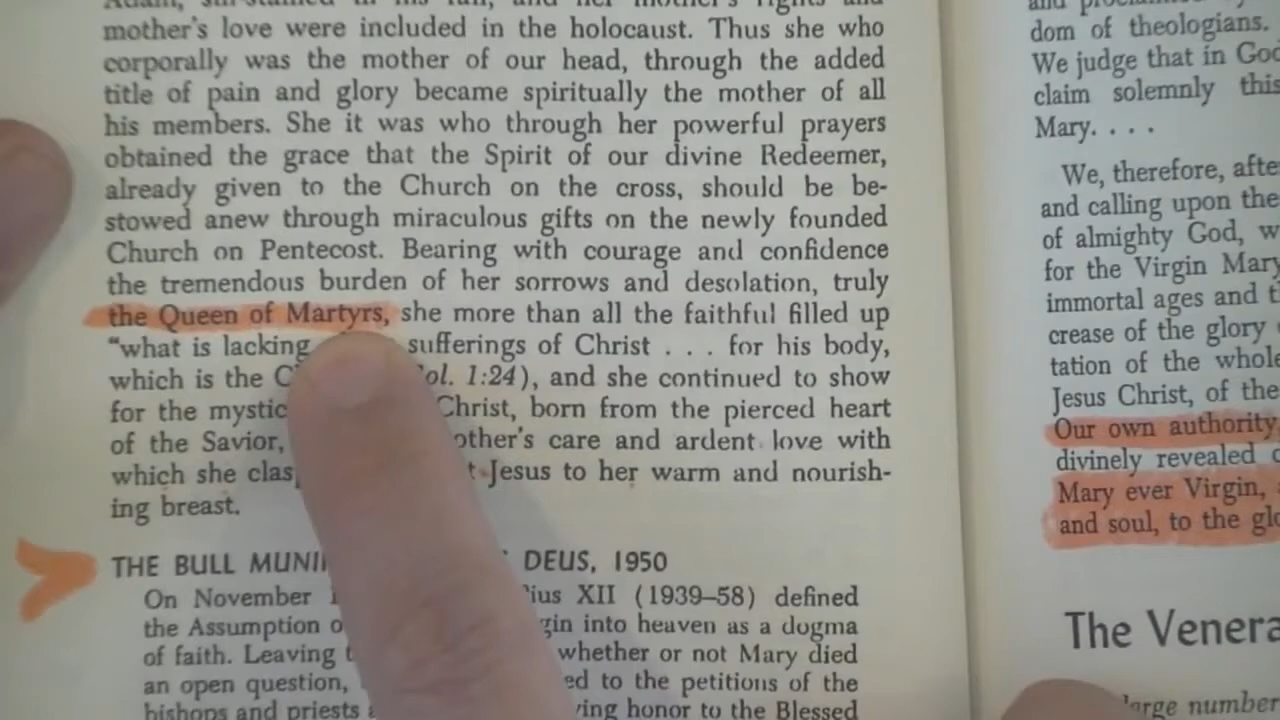 mother's love were included in the holocaust. Thus she who
corporally was the mother of our head, through the added
title of pain and glory became spiritually the mother of all
his members. She it was who through her powerful prayers
obtained the grace that the Spirit of our divine Redeemer,
already given to the Church on the cross, should be be-
stowed anew through miraculous gifts on the newly founded
Church on Pentecost. Bearing with courage and confidence
the tremendous burden of her sorrows and desolation, truly
the Queen of Martyrs, she more than all the faithful filled up
"what is lacking sufferings of Christ . . . for his body,
which is the 1:24), and she continued to show
for the Christ, born from the pierced heart
of the Savior, care and ardent love with
which she Jesus to her warm and nourish-
ing breast.
THE BULL DEUS, 1950
On November XII (1939–58) defined
the Assumption into heaven as a dogma
of faith. Leaving whether or not Mary died
an open question, to the petitions of the
bishops and priests honor to the Blessed
dom of theologians.
We judge that in
claim solemnly this
Mary. . . .
We, therefore,
and calling upon the
of almighty God,
for the Virgin Mary
immortal ages and
crease of the glory
tation of the whole
Jesus Christ, of the
Our own authority,
divinely revealed
Mary ever Virgin,
and soul, to the
The
large number